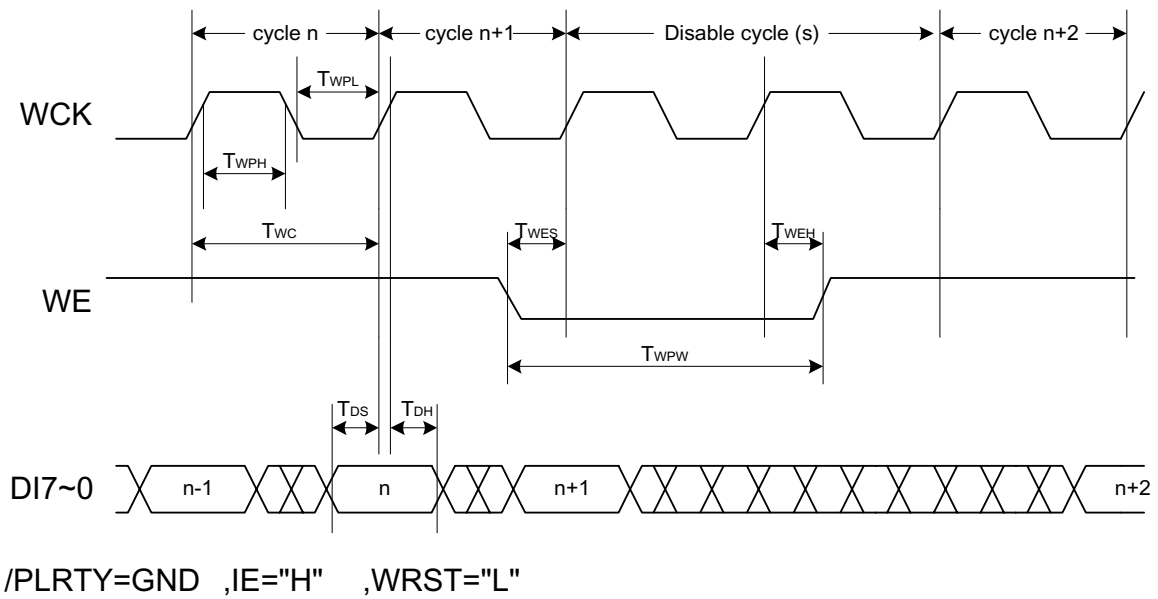 cycle n cycle n+1 Disable cycle (s) cycle n+2
TWPL
WCK
TWPH
TWC TWES TWEH
WE
TWPW
TDS TDH
DI7~0 n-1 n n+1 n+2
/PLRTY=GND ,IE="H" ,WRST="L"